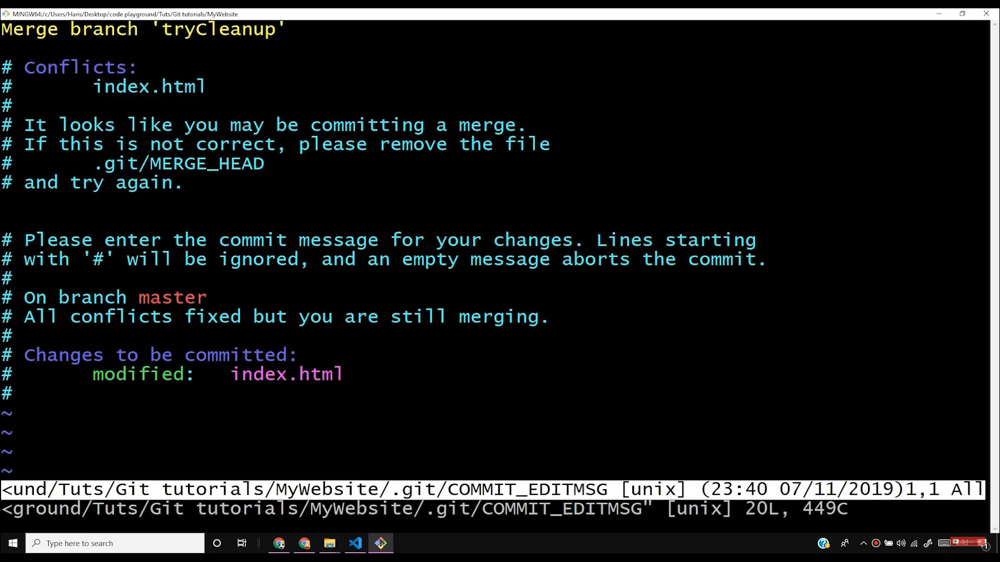 MINGW64:/c/Users/Haris/Desktop/code playground/Tuts/Git tutorials/MyWebsite
Merge branch 'tryCleanup'
# Conflicts:
#       index.html
#
# It looks like you may be committing a merge.
# If this is not correct, please remove the file
#       .git/MERGE_HEAD
# and try again.
# Please enter the commit message for your changes. Lines starting
# with '#' will be ignored, and an empty message aborts the commit.
#
# On branch master
# All conflicts fixed but you are still merging.
#
# Changes to be committed:
#       modified:   index.html
#
~
~
~
~
<und/Tuts/Git tutorials/MyWebsite/.git/COMMIT_EDITMSG [unix] (23:40 07/11/2019)1,1 All
<ground/Tuts/Git tutorials/MyWebsite/.git/COMMIT_EDITMSG" [unix] 20L, 449C
Type here to search
Subscribe
1